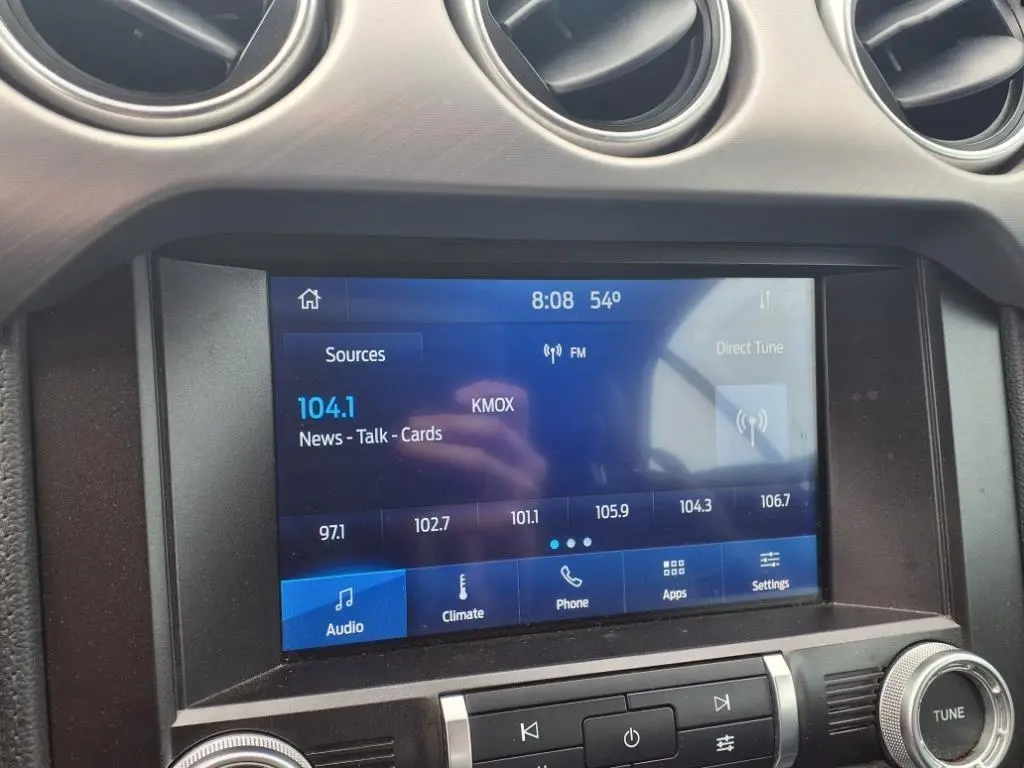 8:08 54°
Sources
FM
Direct Tune
104.1
KMOX
News - Talk - Cards
97.1
102.7
101.1
105.9
104.3
106.7
Audio
Climate
Phone
Apps
Settings
TUNE